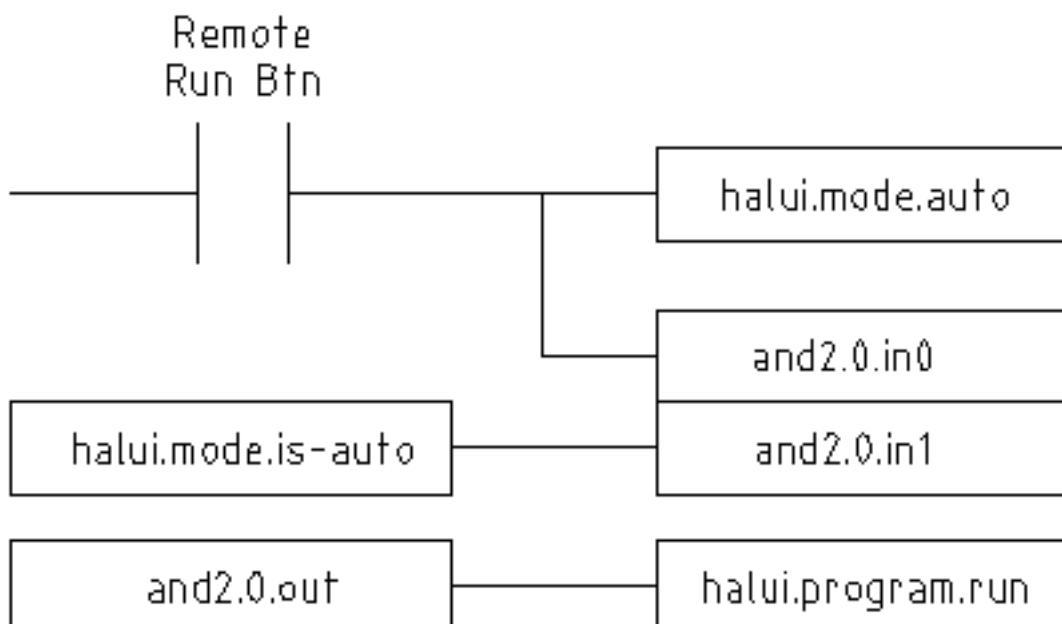 Remote
Run Btn
halui.mode.auto
and2.0.in0
halui.mode.is-auto
and2.0.in1
and2.0.out
halui.program.run